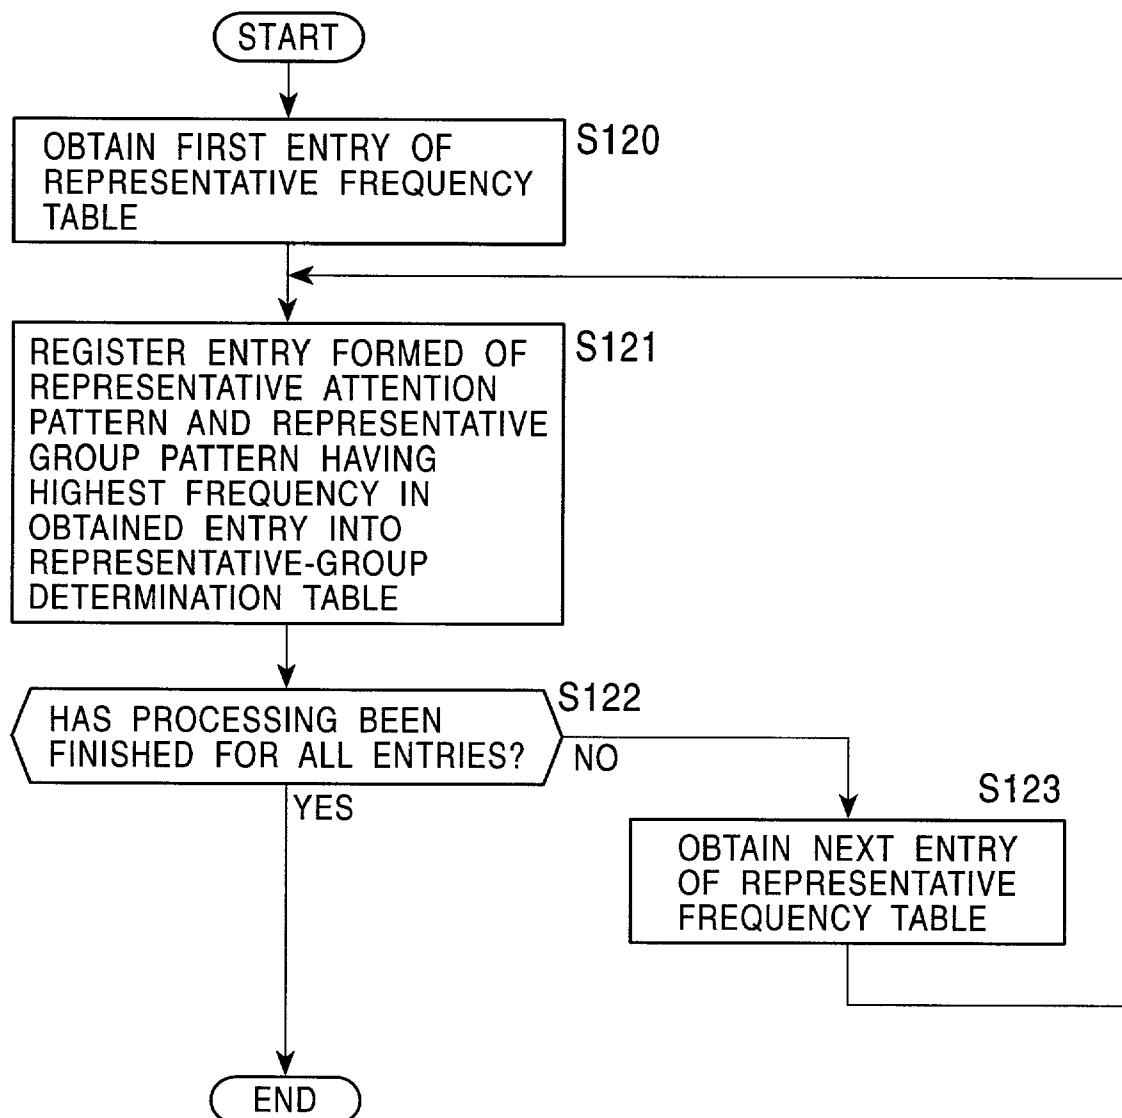 START
S120
OBTAIN FIRST ENTRY OF
REPRESENTATIVE FREQUENCY
TABLE
S121
REGISTER ENTRY FORMED OF
REPRESENTATIVE ATTENTION
PATTERN AND REPRESENTATIVE
GROUP PATTERN HAVING
HIGHEST FREQUENCY IN
OBTAINED ENTRY INTO
REPRESENTATIVE-GROUP
DETERMINATION TABLE
S122
HAS PROCESSING BEEN
FINISHED FOR ALL ENTRIES?
NO
YES
S123
OBTAIN NEXT ENTRY
OF REPRESENTATIVE
FREQUENCY TABLE
END